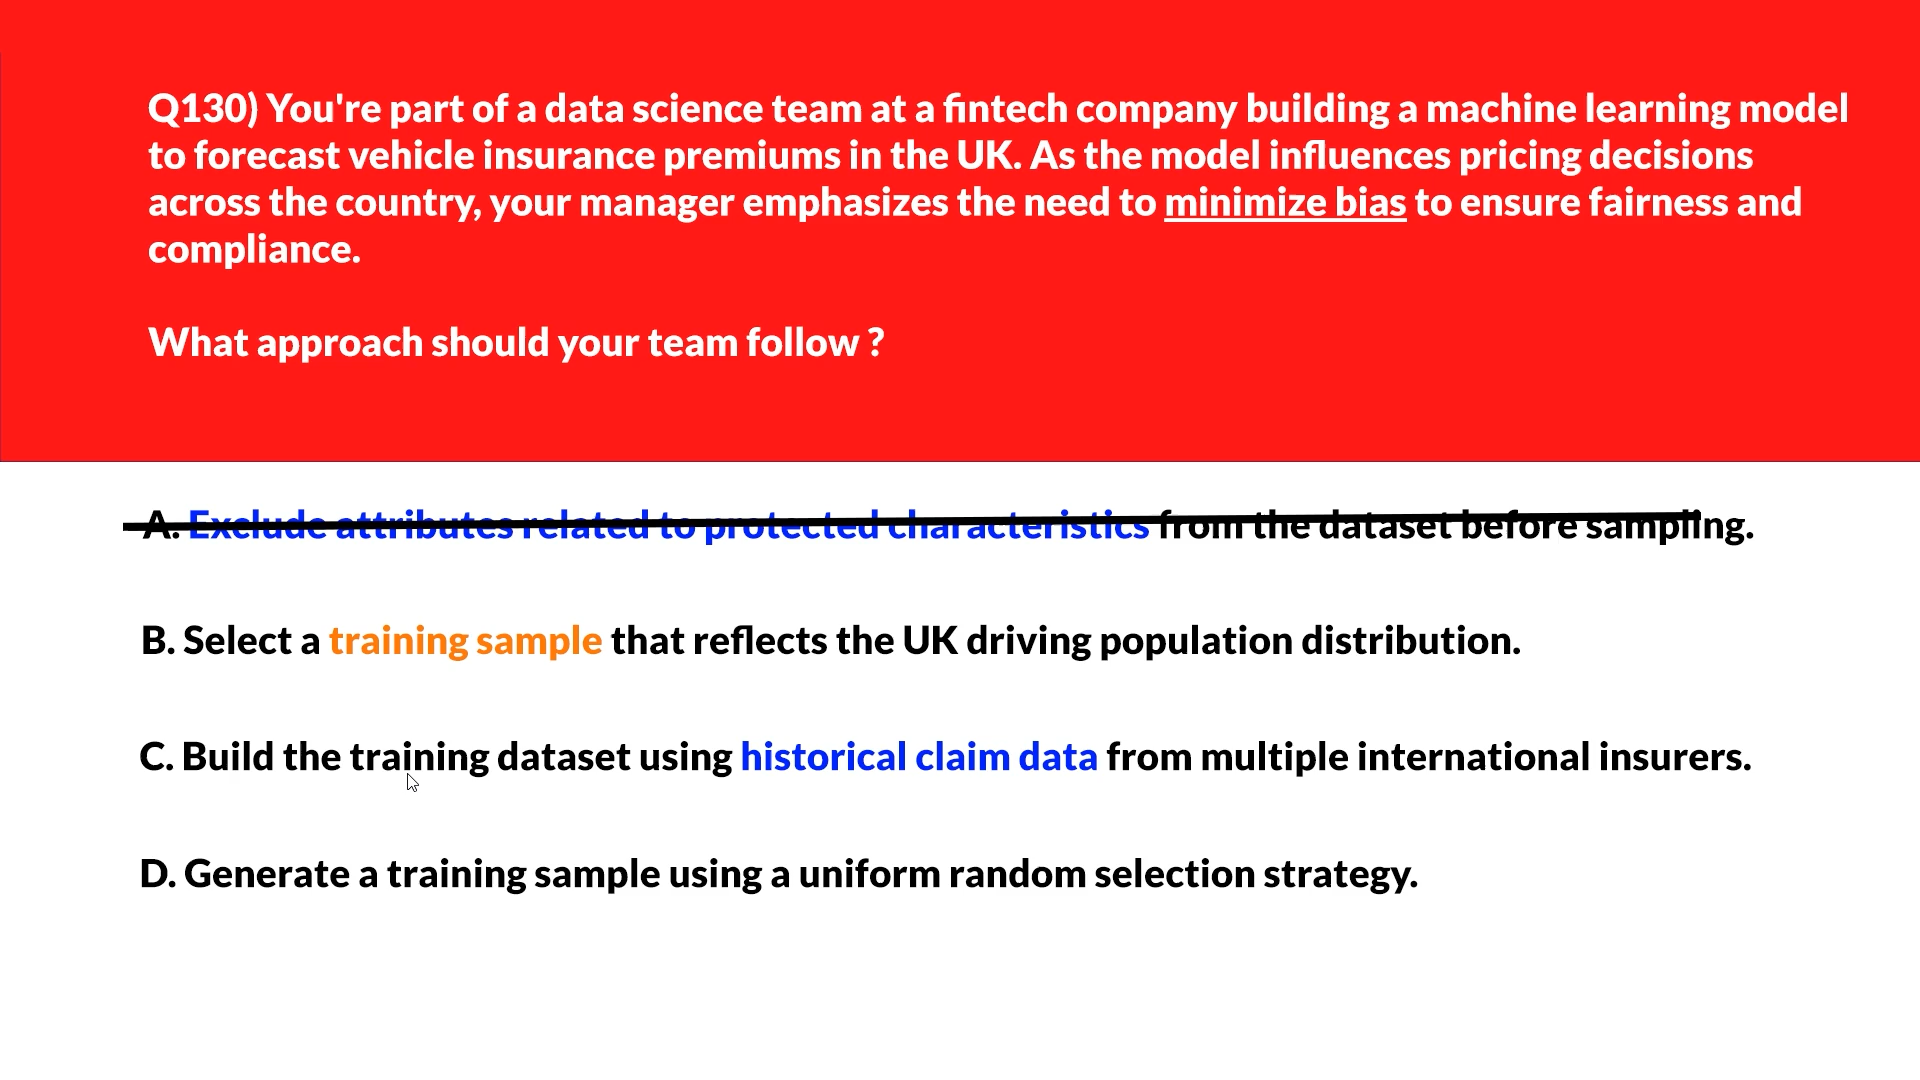 Q130) You're part of a data science team at a fintech company building a machine learning model
to forecast vehicle insurance premiums in the UK. As the model influences pricing decisions
across the country, your manager emphasizes the need to minimize bias to ensure fairness and
compliance.
What approach should your team follow ?
A. Exclude attributes related to protected characteristics from the dataset before sampling.
B. Select a training sample that reflects the UK driving population distribution.
C. Build the training dataset using historical claim data from multiple international insurers.
D. Generate a training sample using a uniform random selection strategy.